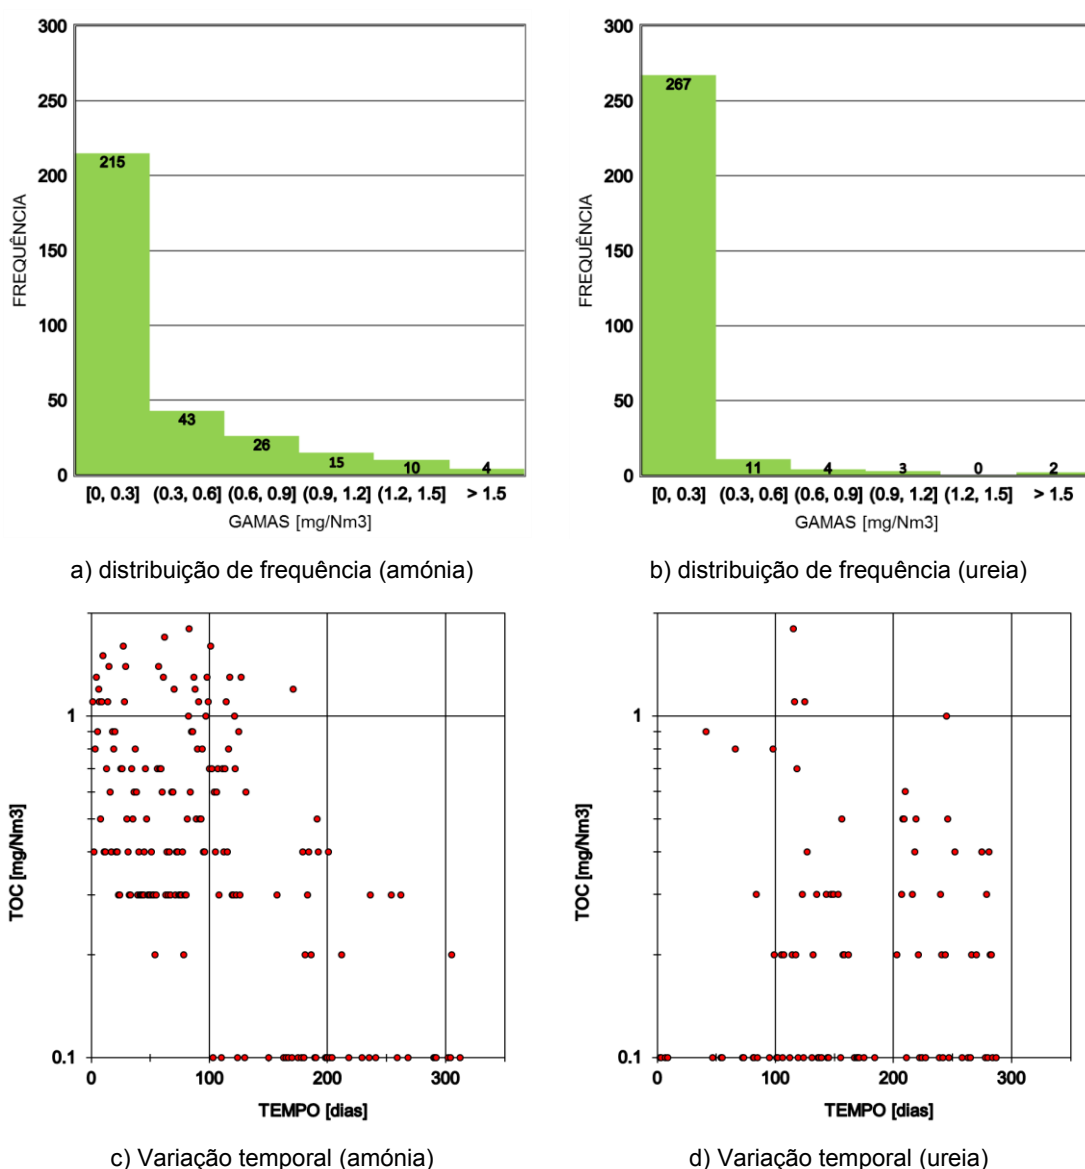 300
250
200
150
100
50
0
FREQUÊNCIA
215
43
26
15
10
4
[0, 0.3] (0.3, 0.6] (0.6, 0.9] (0.9, 1.2] (1.2, 1.5] > 1.5
GAMAS [mg/Nm3]
a) distribuição de frequência (amónia)
300
250
200
150
100
50
0
FREQUÊNCIA
267
11
4
3
0
2
[0, 0.3] (0.3, 0.6] (0.6, 0.9] (0.9, 1.2] (1.2, 1.5] > 1.5
GAMAS [mg/Nm3]
b) distribuição de frequência (ureia)
TOC [mg/Nm3]
1
0.1
0 100 200 300
TEMPO [dias]
c) Variação temporal (amónia)
TOC [mg/Nm3]
1
0.1
0 100 200 300
TEMPO [dias]
d) Variação temporal (ureia)